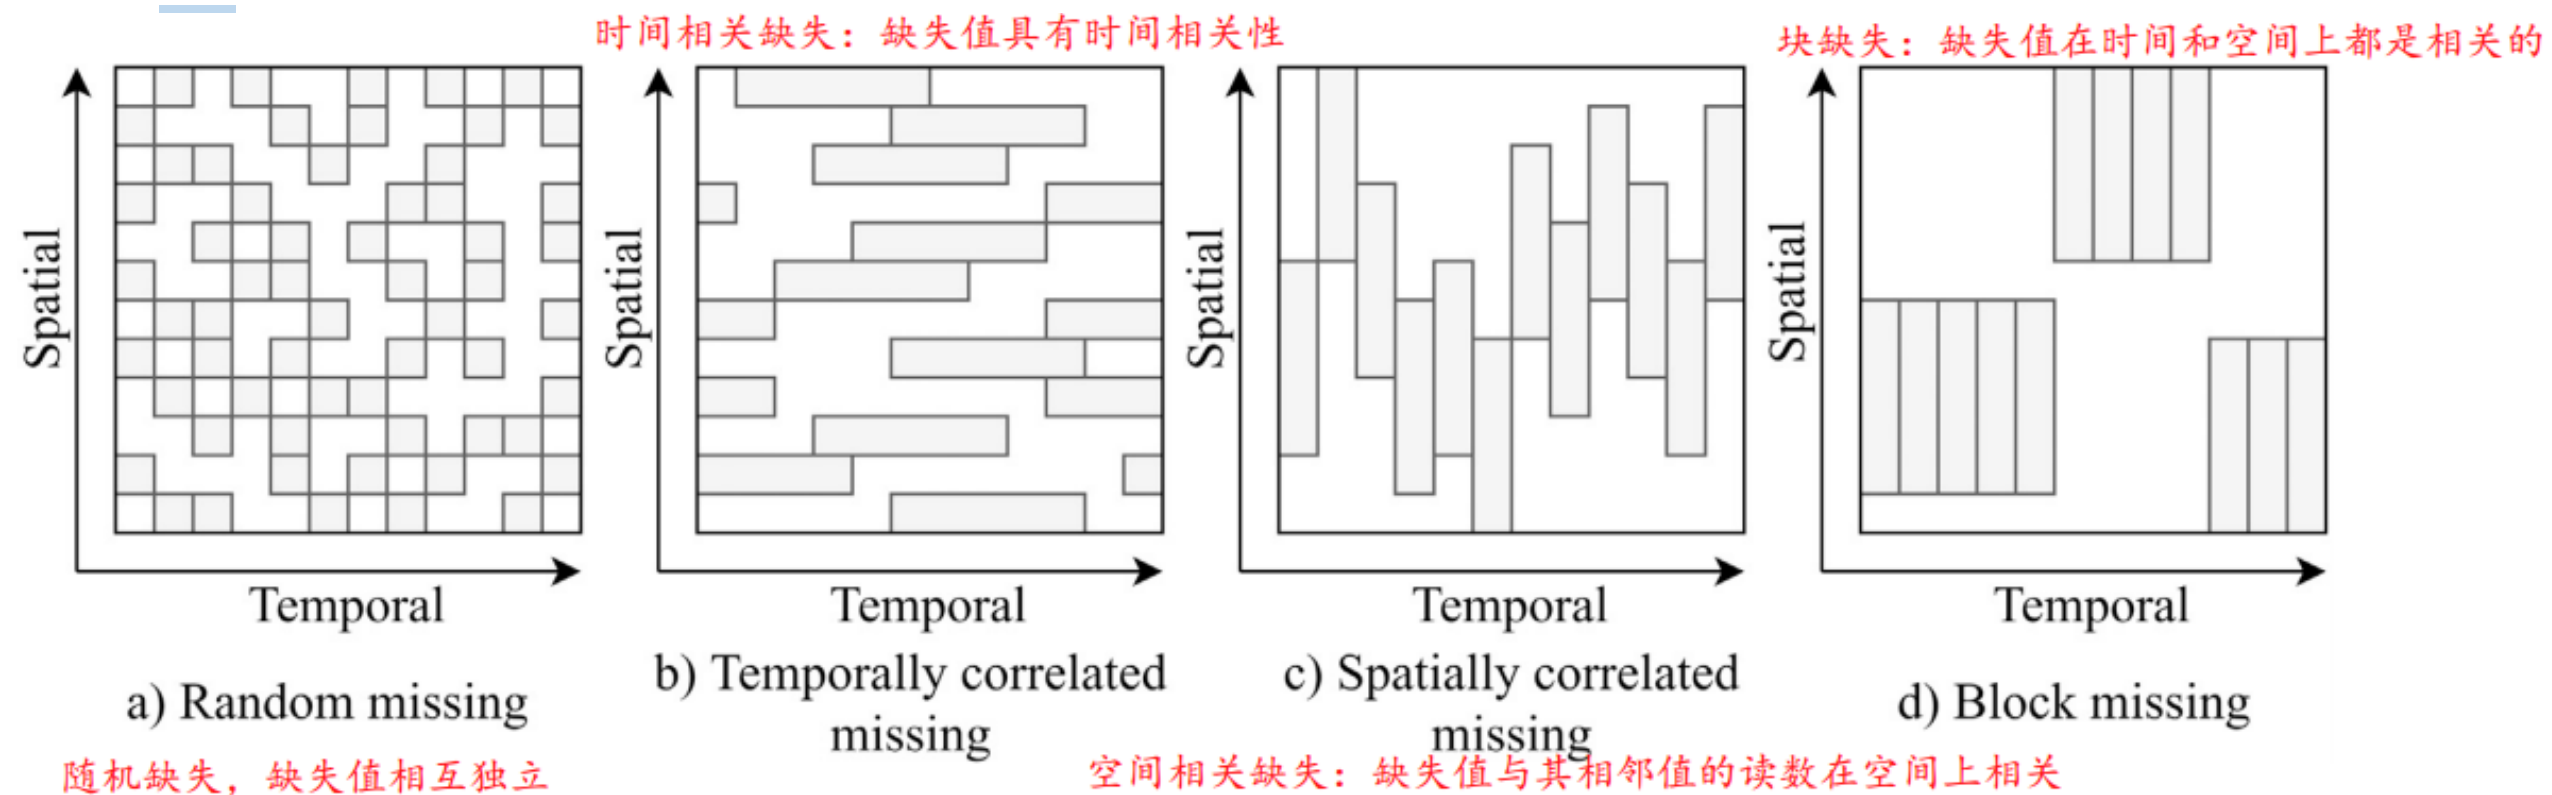 时间相关缺失：缺失值具有时间相关性
块缺失：缺失值在时间和空间上都是相关的
Spatial
Temporal
a) Random missing
随机缺失，缺失值相互独立
Spatial
Temporal
b) Temporally correlated
missing
Spatial
Temporal
c) Spatially correlated
missing
空间相关缺失：缺失值与其相邻值的读数在空间上相关
Spatial
Temporal
d) Block missing